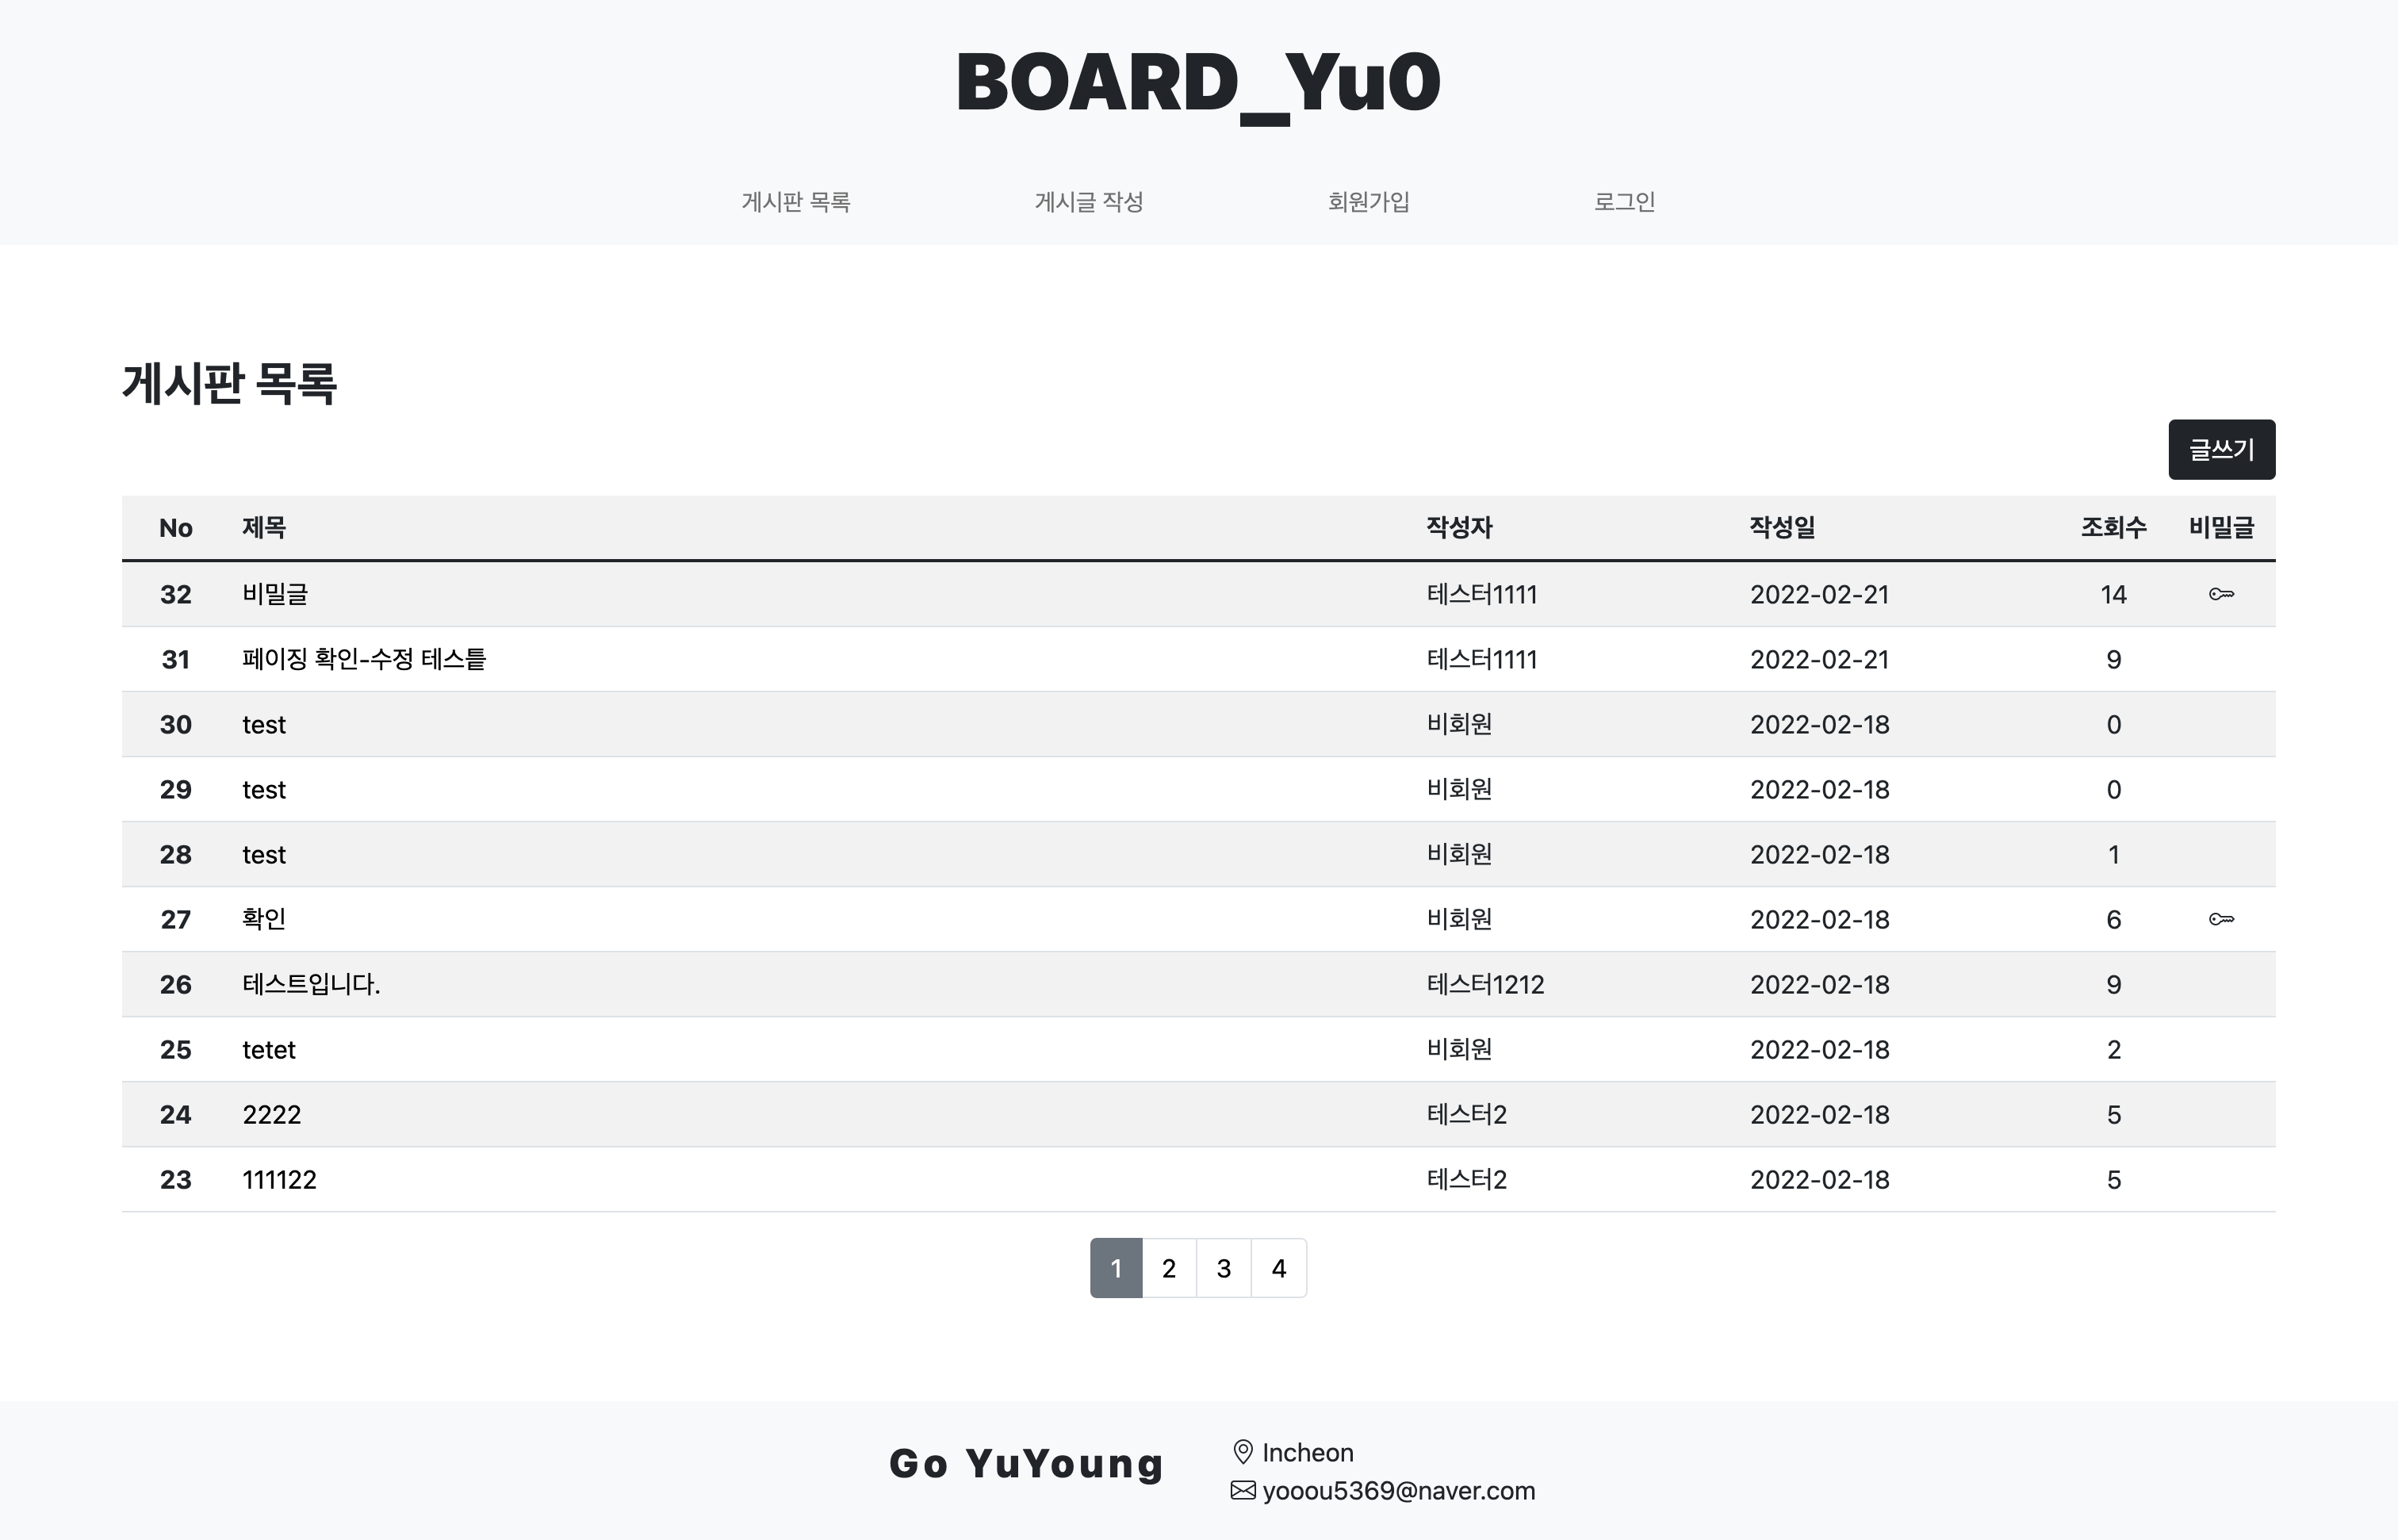 BOARD_Yu0
게시판 목록 게시글 작성 회원가입 로그인
게시판 목록
글쓰기
No 제목 작성자 작성일 조회수 비밀글
32 비밀글 테스터1111 2022-02-21 14
31 페이징 확인-수정 테스틑 테스터1111 2022-02-21 9
30 test 비회원 2022-02-18 0
29 test 비회원 2022-02-18 0
28 test 비회원 2022-02-18 1
27 확인 비회원 2022-02-18 6
26 테스트입니다. 테스터1212 2022-02-18 9
25 tetet 비회원 2022-02-18 2
24 2222 테스터2 2022-02-18 5
23 111122 테스터2 2022-02-18 5
1 2 3 4
Go YuYoung
Incheon
yooou5369@naver.com